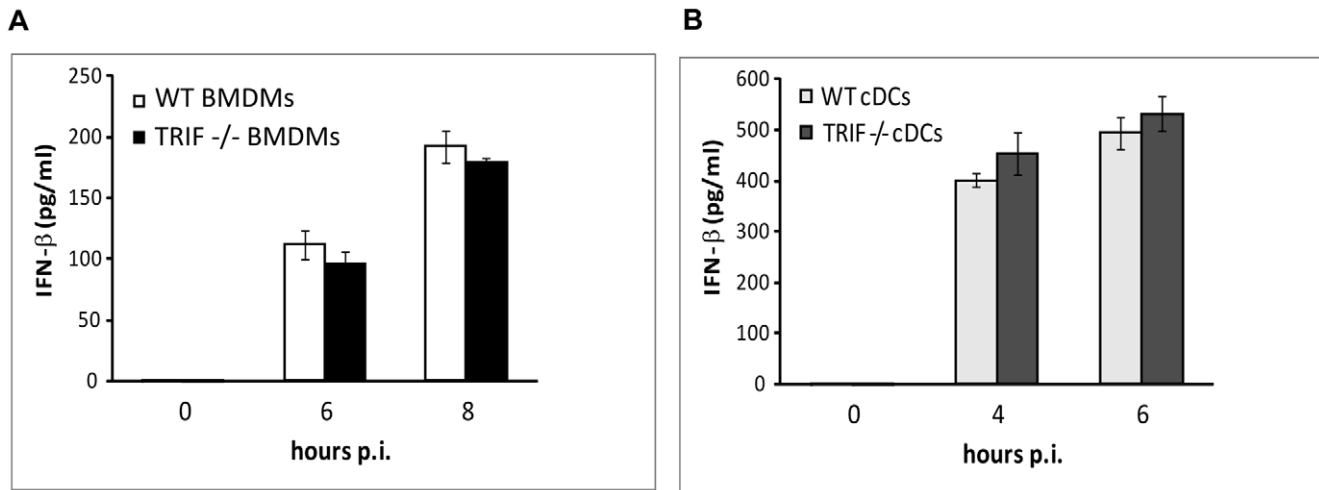 A
250
200
150
100
50
0
IFN-β (pg/ml)
WT BMDMs
TRIF -/- BMDMs
0 6 8
hours p.i.
B
600
500
400
300
200
100
0
IFN-β (pg/ml)
WT cDCs
TRIF -/- cDCs
0 4 6
hours p.i.